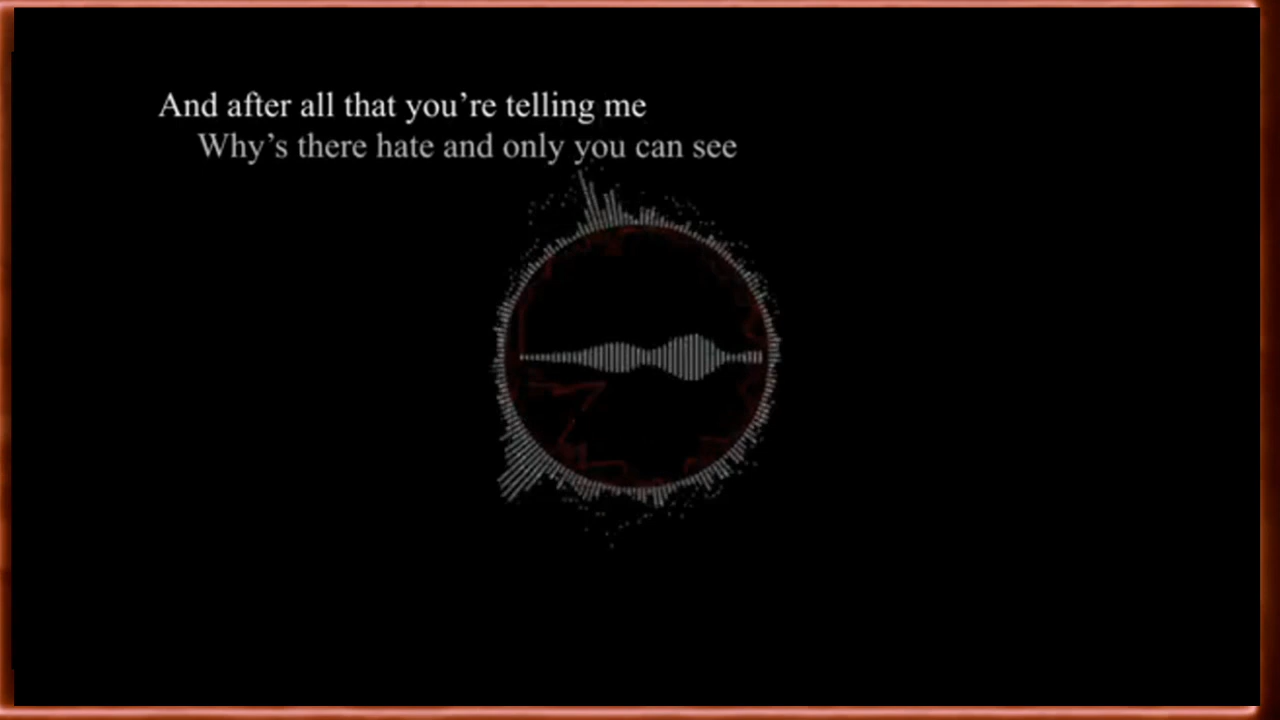 And after all that you’re telling me
Why’s there hate and only you can see